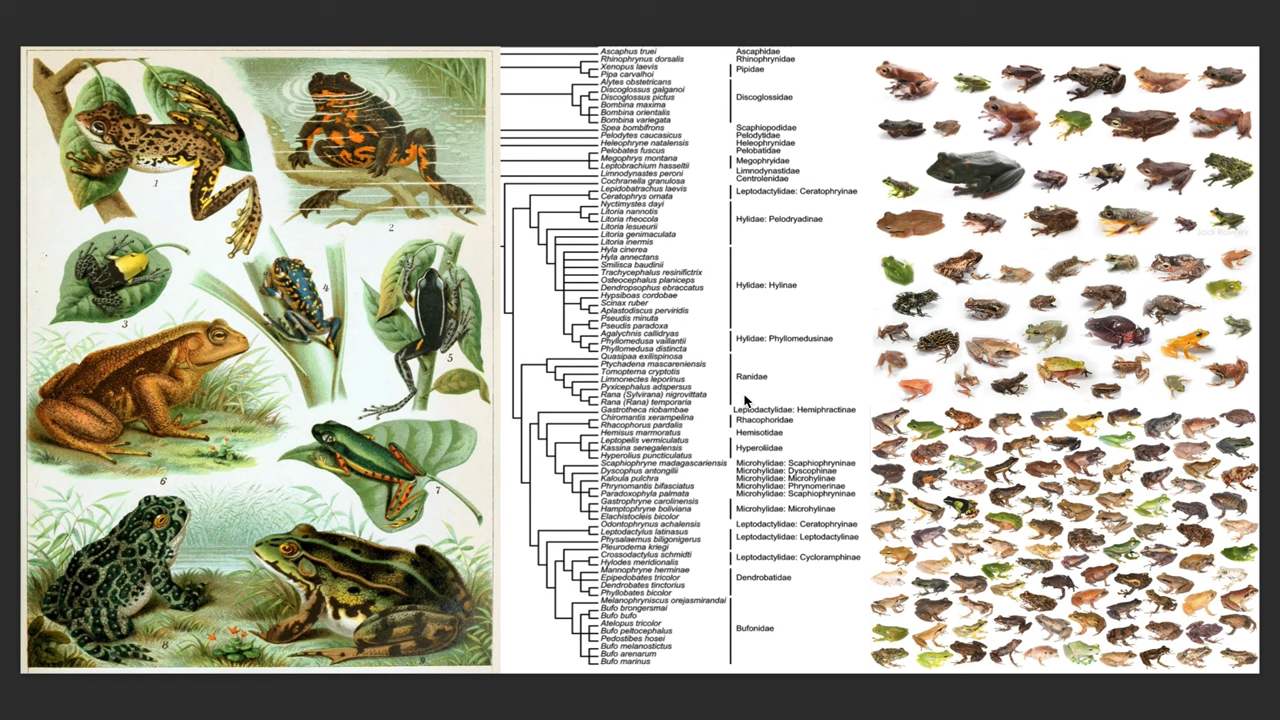 1
2
3
4
5
6
7
8
9
Ascaphus truei
Rhinophrynus dorsalis
Xenopus laevis
Pipa carvalhoi
Alytes obstetricans
Discoglossus galganoi
Discoglossus pictus
Bombina maxima
Bombina orientalis
Bombina variegata
Spea bombifrons
Pelodytes caucasicus
Heleophryne natalensis
Pelobates fuscus
Megophrys montana
Leptobrachium hasseltii
Limnodynastes peroni
Cochranella granulosa
Lepidobatrachus laevis
Ceratophrys ornata
Nyctimystes dayi
Litoria nannotis
Litoria rheocola
Litoria lesueurii
Litoria genimaculata
Litoria inermis
Hyla cinerea
Hyla annectans
Smilisca baudinii
Trachycephalus resinifictrix
Osteocephalus planiceps
Dendropsophus ebraccatus
Hypsiboas cordobae
Scinax ruber
Aplastodiscus perviridis
Pseudis minuta
Pseudis paradoxa
Agalychnis callidryas
Phyllomedusa vaillantii
Phyllomedusa distincta
Quasipaa exilispinosa
Ptychadena mascareniensis
Tomopterna cryptotis
Limnonectes leporinus
Pyxicephalus adspersus
Rana (Sylvirana) nigrovittata
Rana (Rana) temporaria
Gastrotheca riobambae
Chiromantis xerampelina
Rhacophorus pardalis
Hemisus marmoratus
Leptopelis vermiculatus
Kassina senegalensis
Hyperolius puncticulatus
Scaphiophryne madagascariensis
Dyscophus antongilii
Kaloula pulchra
Phrynomantis bifasciatus
Paradoxophyla palmata
Gastrophryne carolinensis
Hamptophryne boliviana
Elachistocleis bicolor
Odontophrynus achalensis
Leptodactylus latinasus
Physalaemus biligonigerus
Pleurodema kriegi
Crossodactylus schmidti
Hylodes meridionalis
Mannophryne herminae
Epipedobates tricolor
Dendrobates tinctorius
Phyllobates bicolor
Melanophryniscus orejasmirandai
Bufo brongersmai
Bufo bufo
Atelopus tricolor
Bufo peltocephalus
Pedostibes hosei
Bufo melanostictus
Bufo arenarum
Bufo marinus
Ascaphidae
Rhinophrynidae
Pipidae
Discoglossidae
Scaphiopodidae
Pelodytidae
Heleophrynidae
Pelobatidae
Megophryidae
Limnodynastidae
Centrolenidae
Leptodactylidae: Ceratophryinae
Hylidae: Pelodryadinae
Hylidae: Hylinae
Hylidae: Phyllomedusinae
Ranidae
Leptodactylidae: Hemiphractinae
Rhacophoridae
Hemisotidae
Hyperoliidae
Microhylidae: Scaphiophryninae
Microhylidae: Dyscophinae
Microhylidae: Microhylinae
Microhylidae: Phrynomerinae
Microhylidae: Scaphiophryninae
Microhylidae: Microhylinae
Leptodactylidae: Ceratophryinae
Leptodactylidae: Leptodactylinae
Leptodactylidae: Cycloramphinae
Dendrobatidae
Bufonidae
Jodi Rowley